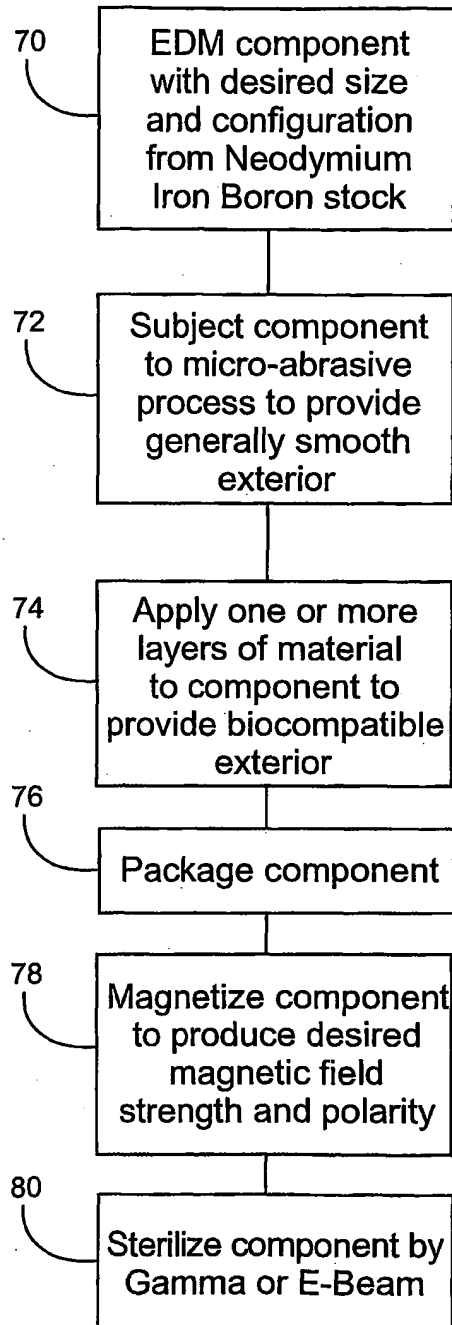 70
EDM component
with desired size
and configuration
from Neodymium
Iron Boron stock
72
Subject component
to micro-abrasive
process to provide
generally smooth
exterior
74
Apply one or more
layers of material
to component to
provide biocompatible
exterior
76
Package component
78
Magnetize component
to produce desired
magnetic field
strength and polarity
80
Sterilize component by
Gamma or E-Beam